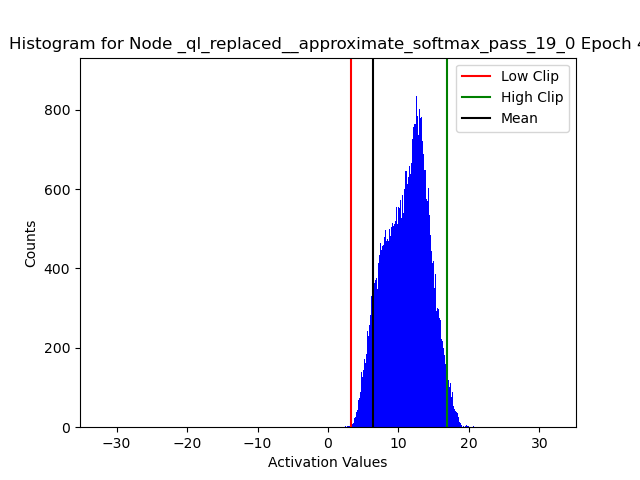 Histogram for Node _ql_replaced__approximate_softmax_pass_19_0 Epoch 4
Low Clip
High Clip
Mean
800
600
400
200
0
Counts
−30
−20
−10
0
10
20
30
Activation Values